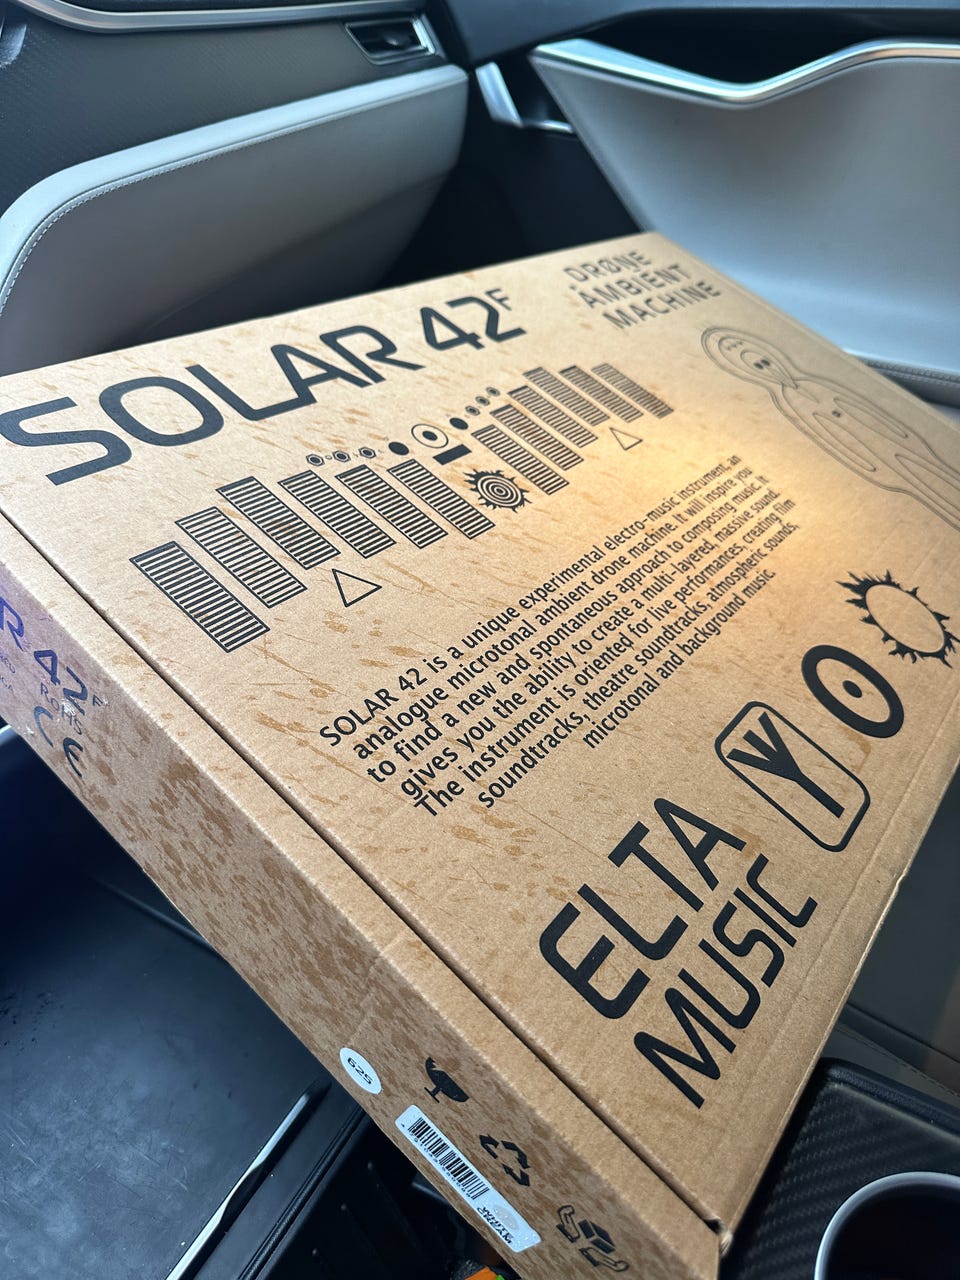 SOLAR 42F
DRØNE
AMBIENT
MACHINE
SOLAR 42 is a unique experimental electro-music instrument, an
analogue microtonal ambient drone machine. It will inspire you
to find a new and spontaneous approach to composing music, it
gives you the ability to create a multi-layered, massive sound.
The instrument is oriented for live performances, creating film
soundtracks, theatre soundtracks, atmospheric sounds,
microtonal and background music.
ELTA
MUSIC
R 42F
CE
625